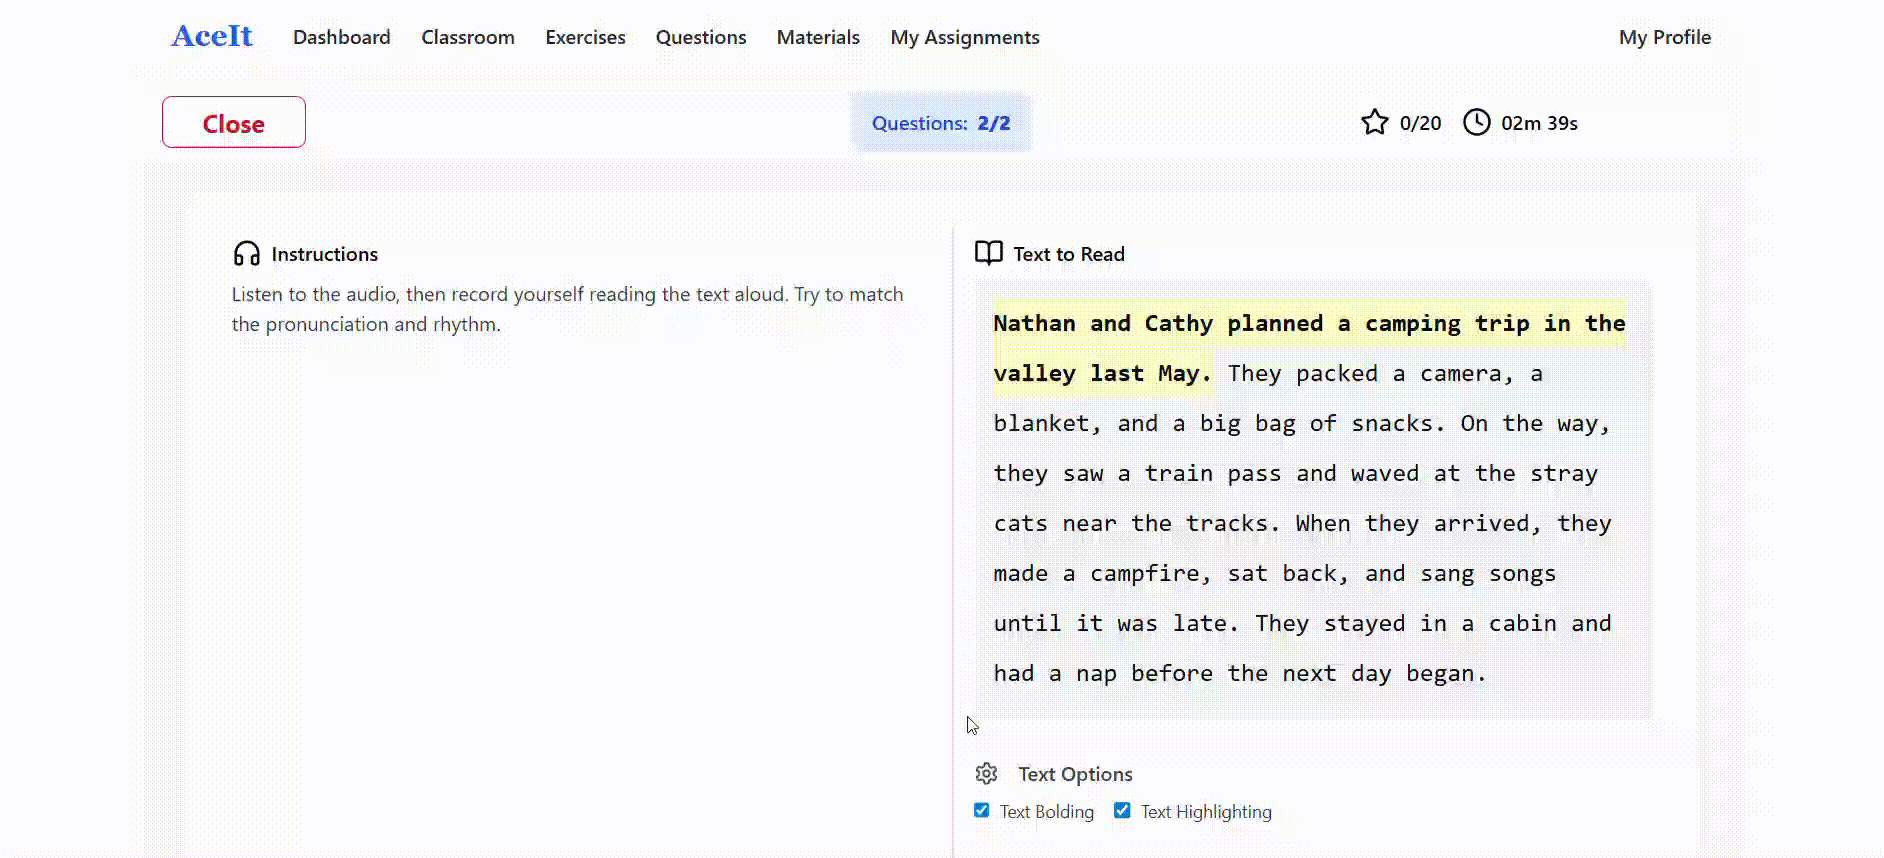 AceIt
Dashboard
Classroom
Exercises
Questions
Materials
My Assignments
My Profile
Close
Questions: 2/2
0/20
02m 39s
Instructions
Listen to the audio, then record yourself reading the text aloud. Try to match
the pronunciation and rhythm.
Text to Read
Nathan and Cathy planned a camping trip in the
valley last May. They packed a camera, a
blanket, and a big bag of snacks. On the way,
they saw a train pass and waved at the stray
cats near the tracks. When they arrived, they
made a campfire, sat back, and sang songs
until it was late. They stayed in a cabin and
had a nap before the next day began.
Text Options
Text Bolding
Text Highlighting